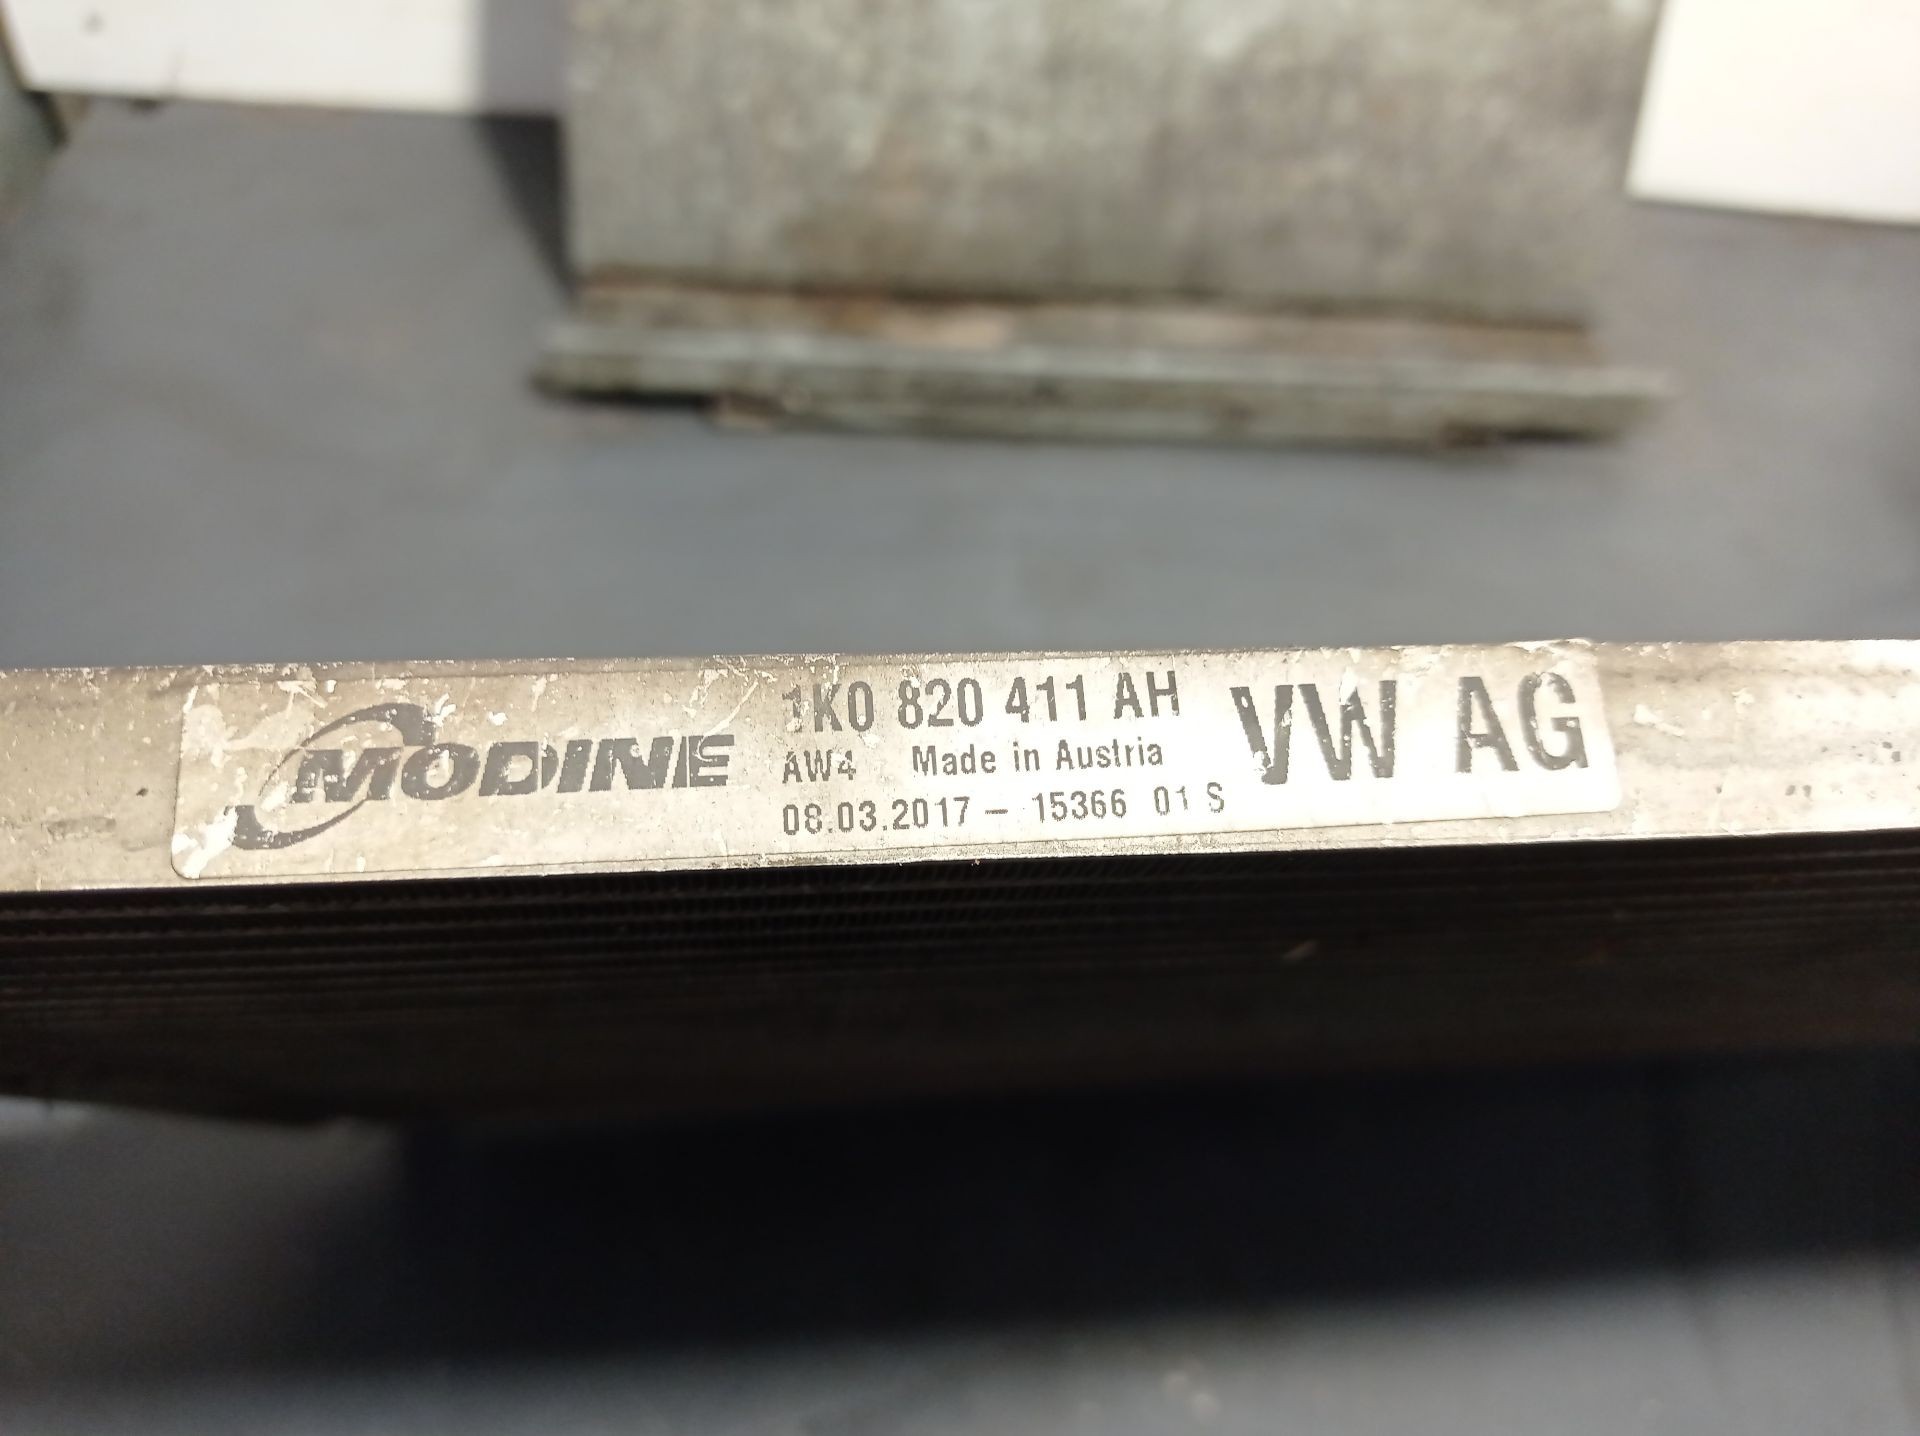 MODINE
1K0 820 411 AH
AW4 Made in Austria
08.03.2017 – 15366 01 S
VW AG